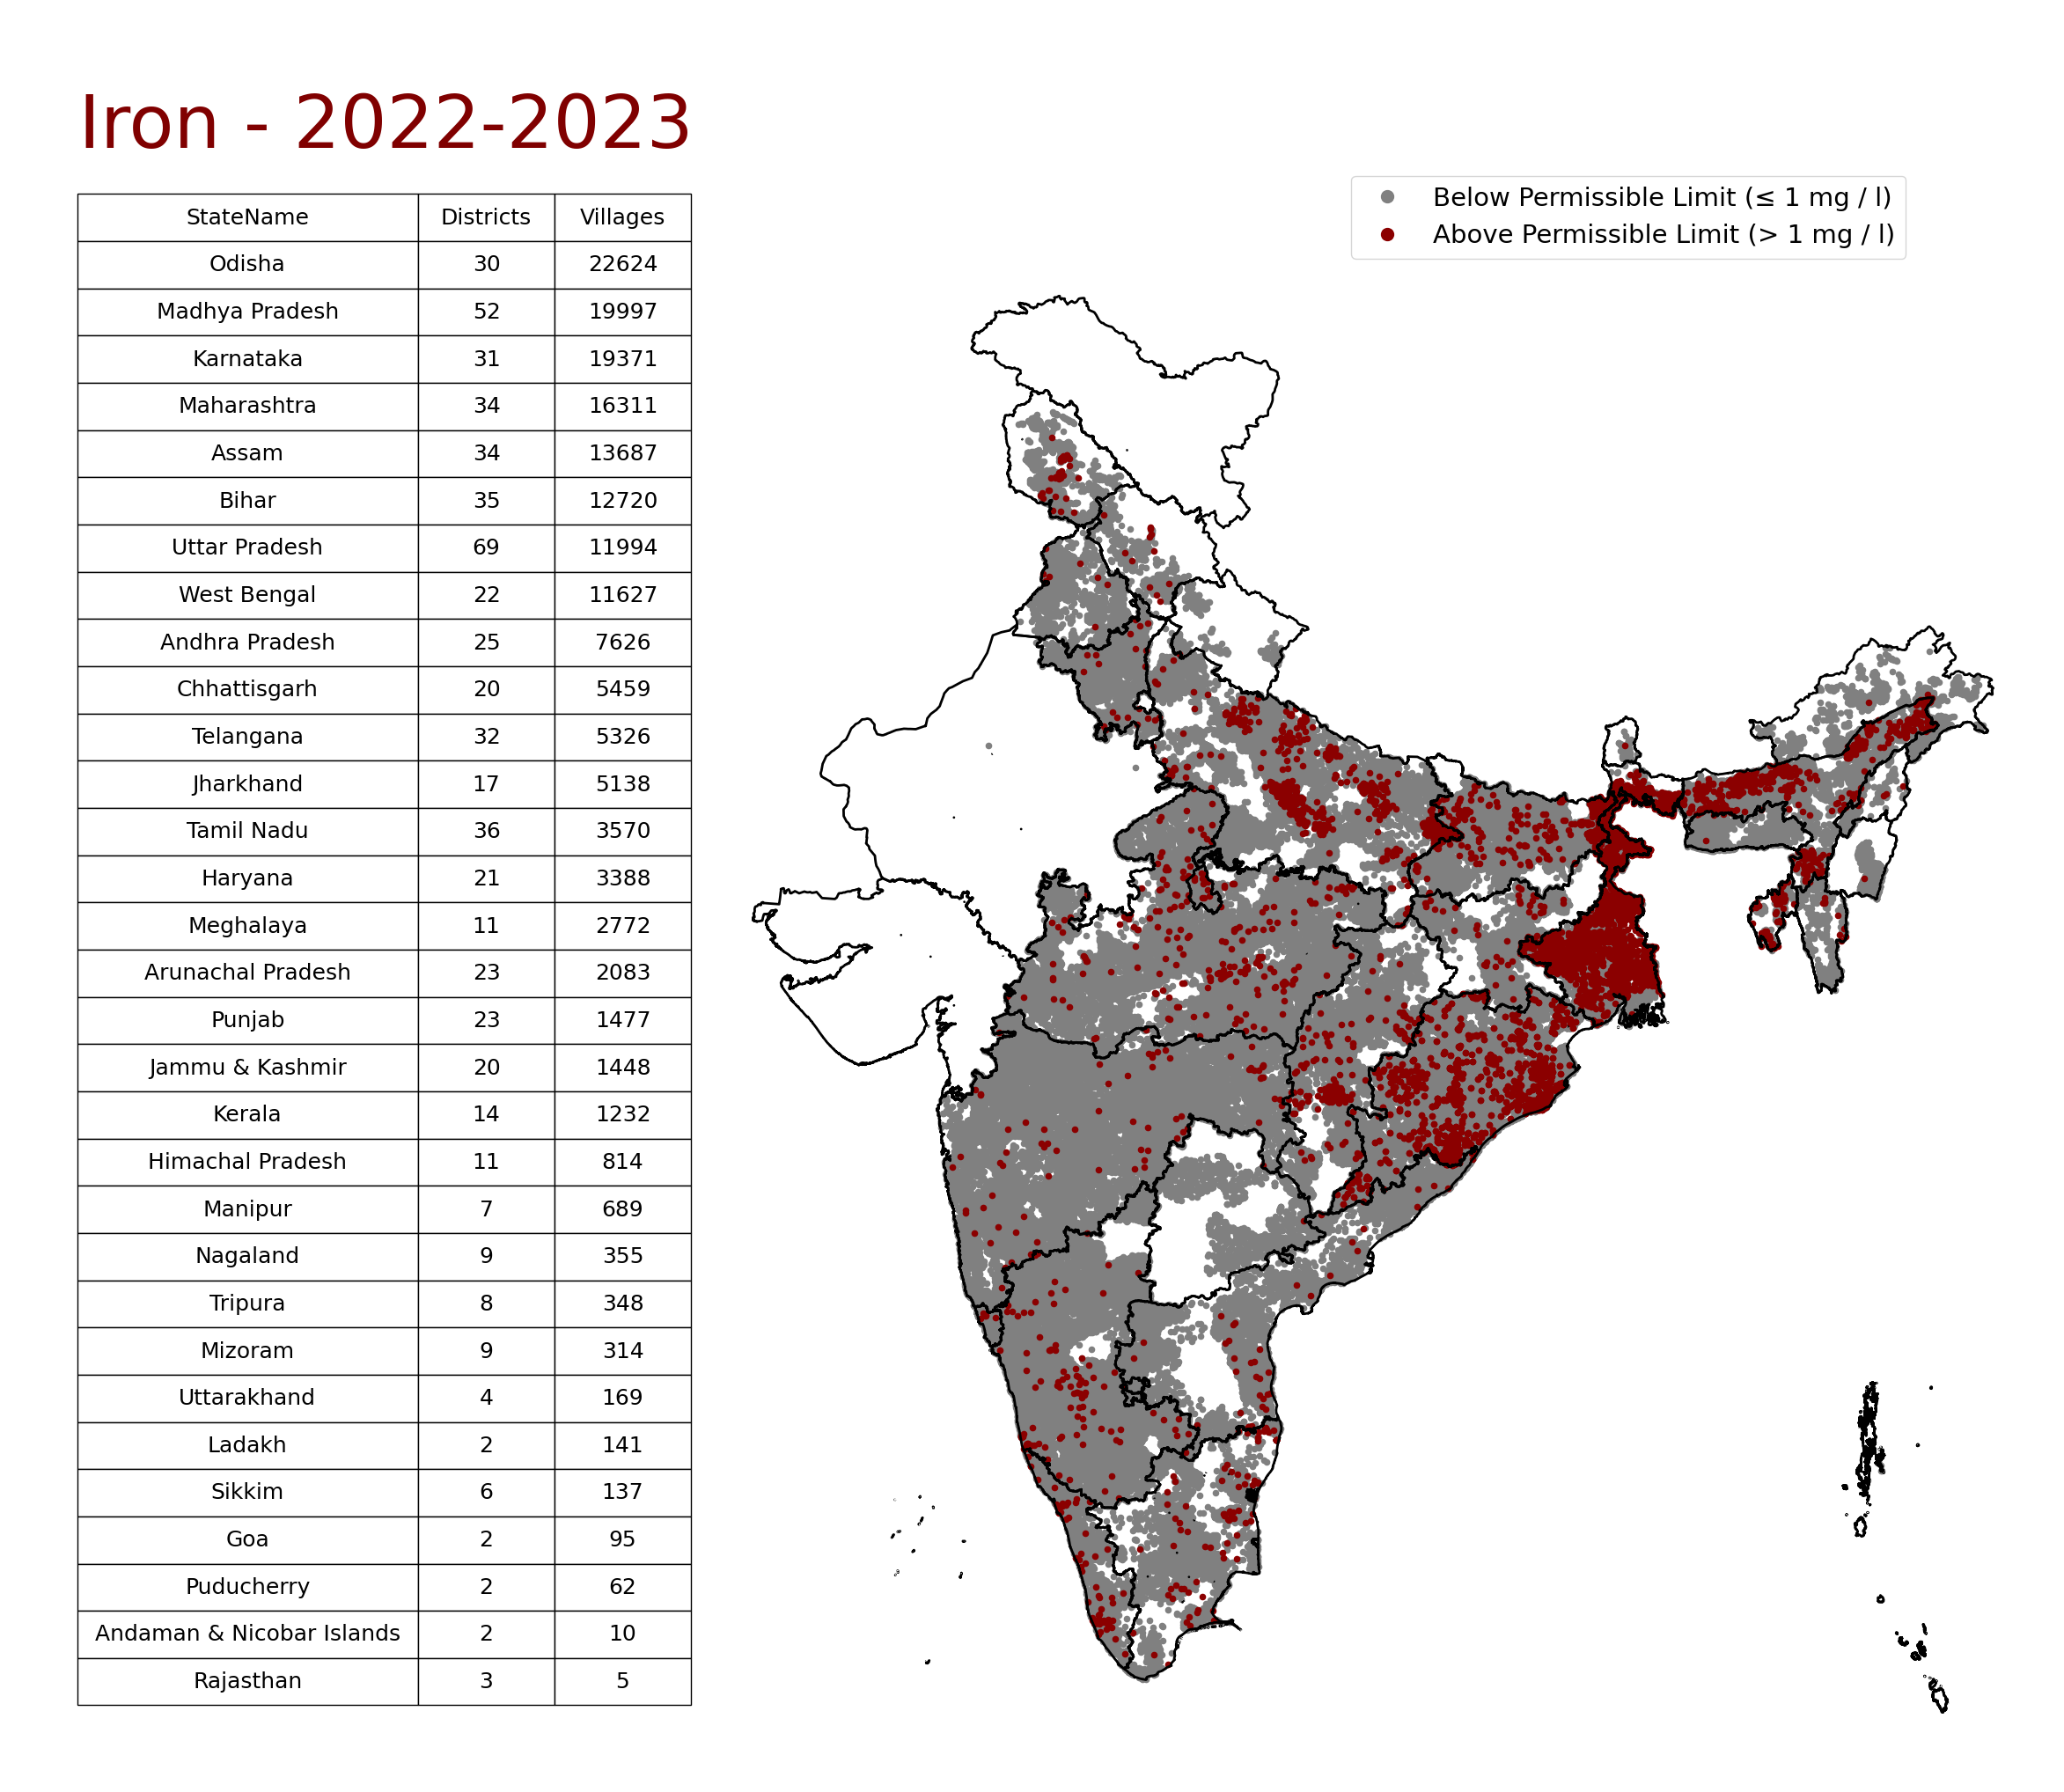 Iron - 2022-2023
Below Permissible Limit (≤ 1 mg / l)
Above Permissible Limit (> 1 mg / l)
StateName Districts Villages
Odisha 30 22624
Madhya Pradesh 52 19997
Karnataka 31 19371
Maharashtra 34 16311
Assam 34 13687
Bihar 35 12720
Uttar Pradesh 69 11994
West Bengal 22 11627
Andhra Pradesh 25 7626
Chhattisgarh 20 5459
Telangana 32 5326
Jharkhand 17 5138
Tamil Nadu 36 3570
Haryana 21 3388
Meghalaya 11 2772
Arunachal Pradesh 23 2083
Punjab 23 1477
Jammu & Kashmir 20 1448
Kerala 14 1232
Himachal Pradesh 11 814
Manipur 7 689
Nagaland 9 355
Tripura 8 348
Mizoram 9 314
Uttarakhand 4 169
Ladakh 2 141
Sikkim 6 137
Goa 2 95
Puducherry 2 62
Andaman & Nicobar Islands 2 10
Rajasthan 3 5